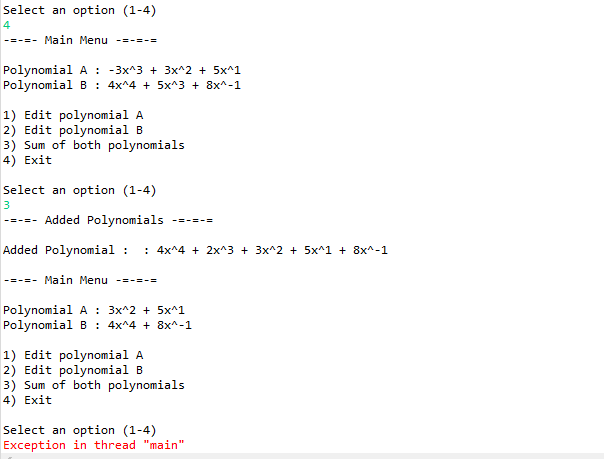 Select an option (1-4)
4
-=-=- Main Menu -=-=-=
Polynomial A : -3x^3 + 3x^2 + 5x^1
Polynomial B : 4x^4 + 5x^3 + 8x^-1
1) Edit polynomial A
2) Edit polynomial B
3) Sum of both polynomials
4) Exit
Select an option (1-4)
3
-=-=- Added Polynomials -=-=-=
Added Polynomial :  : 4x^4 + 2x^3 + 3x^2 + 5x^1 + 8x^-1
-=-=- Main Menu -=-=-=
Polynomial A : 3x^2 + 5x^1
Polynomial B : 4x^4 + 8x^-1
1) Edit polynomial A
2) Edit polynomial B
3) Sum of both polynomials
4) Exit
Select an option (1-4)
Exception in thread "main"